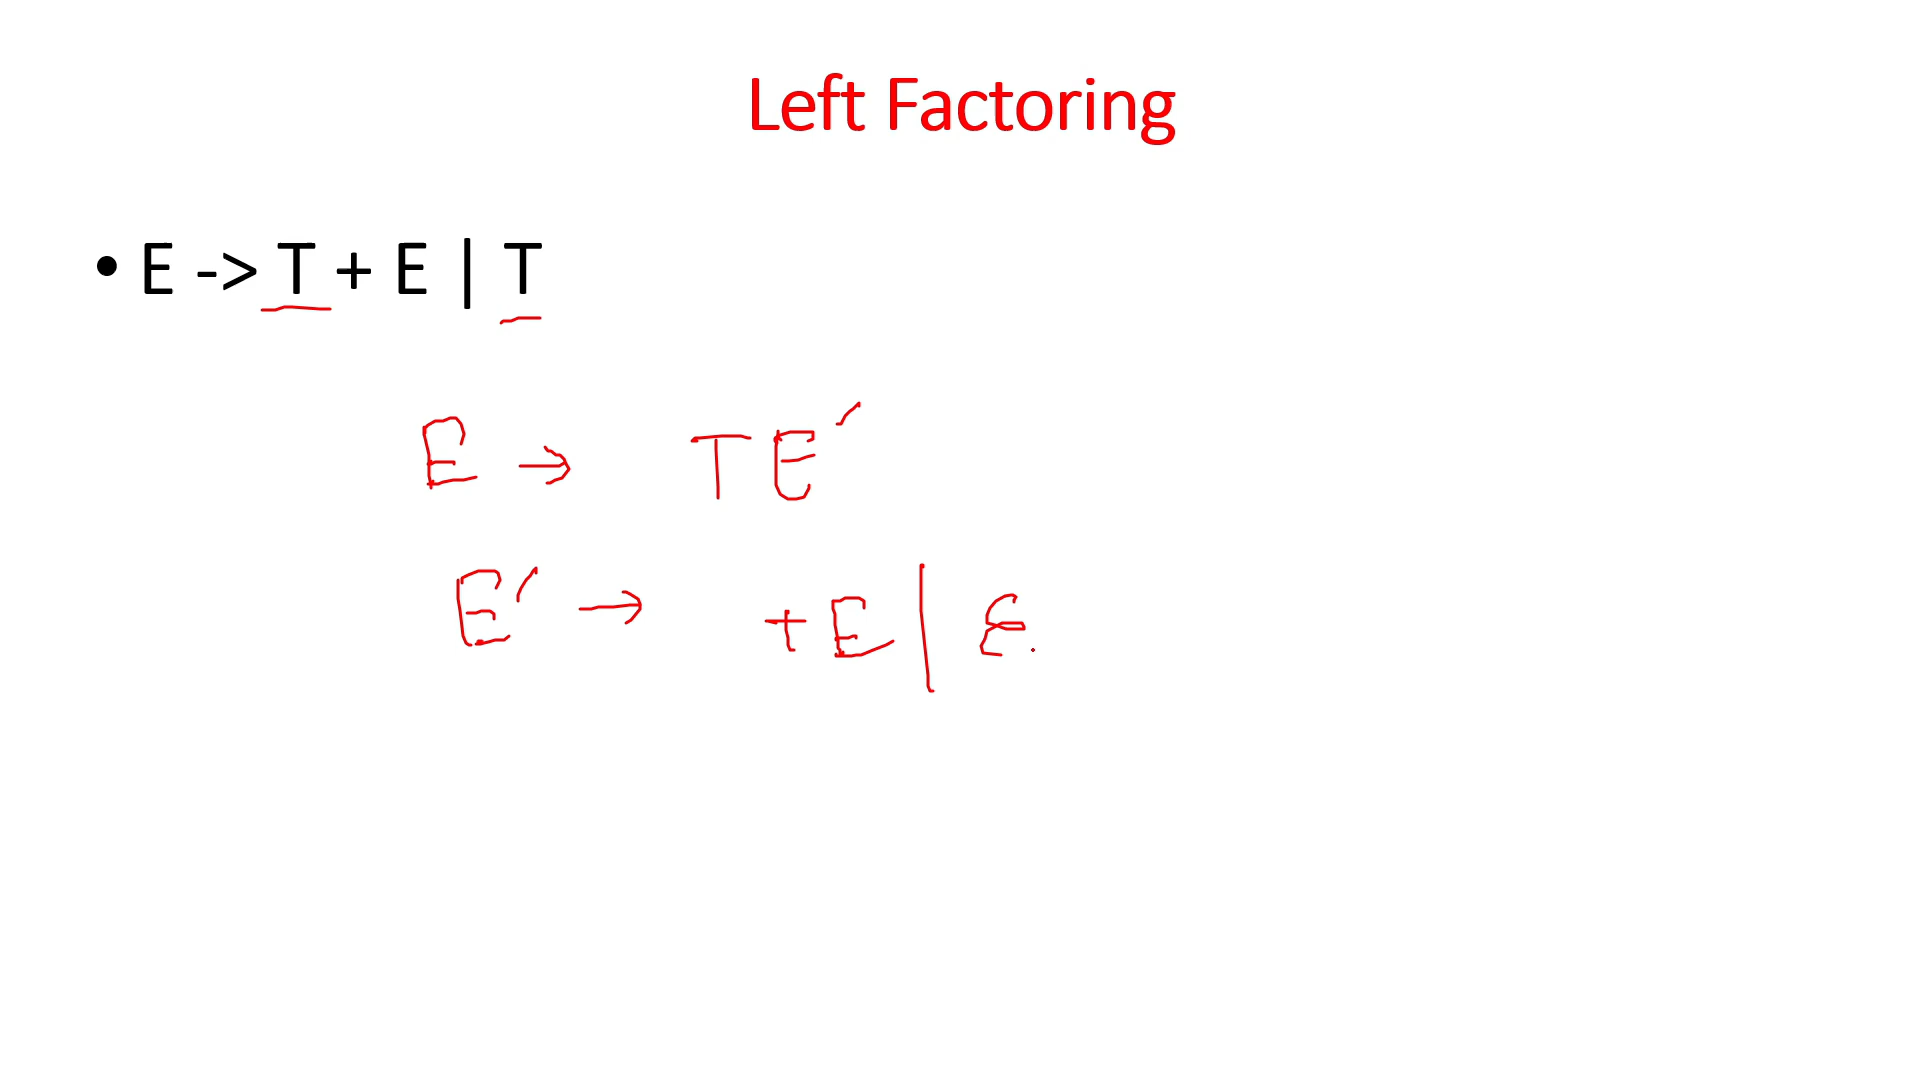 Left Factoring
• E -> T + E | T
E → TE′
E′ → +E | ε